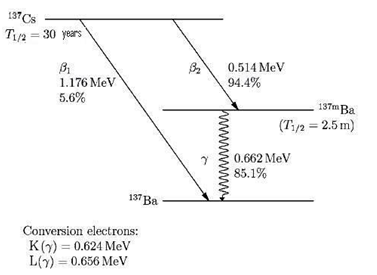 ¹³⁷Cs
T₁/₂ = 30 years
β₁
1.176 MeV
5.6%
β₂ 0.514 MeV
94.4%
¹³⁷ᵐBa
(T₁/₂ = 2.5 m)
γ 0.662 MeV
85.1%
¹³⁷Ba
Conversion electrons:
K(γ) = 0.624 MeV
L(γ) = 0.656 MeV